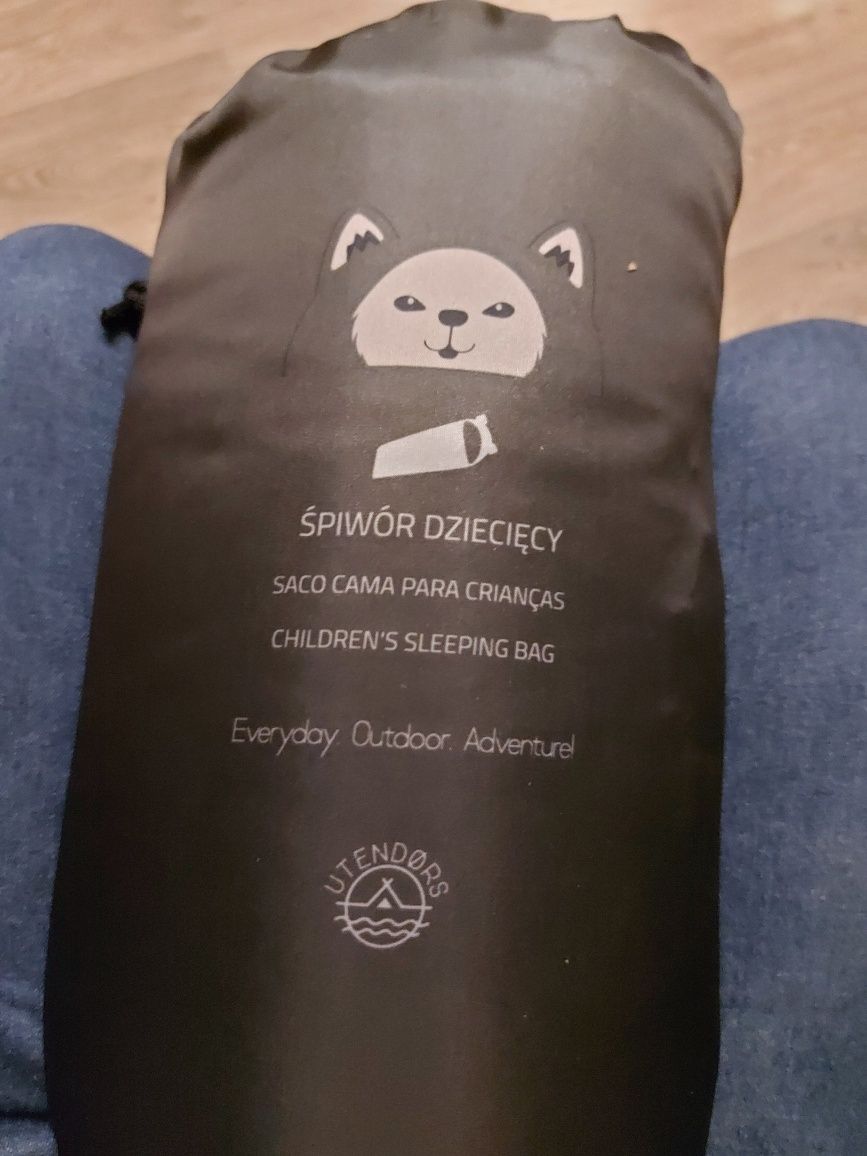 ŚPIWÓR DZIECIĘCY
SACO CAMA PARA CRIANÇAS
CHILDREN'S SLEEPING BAG
Everyday. Outdoor. Adventure!
UTENDØRS